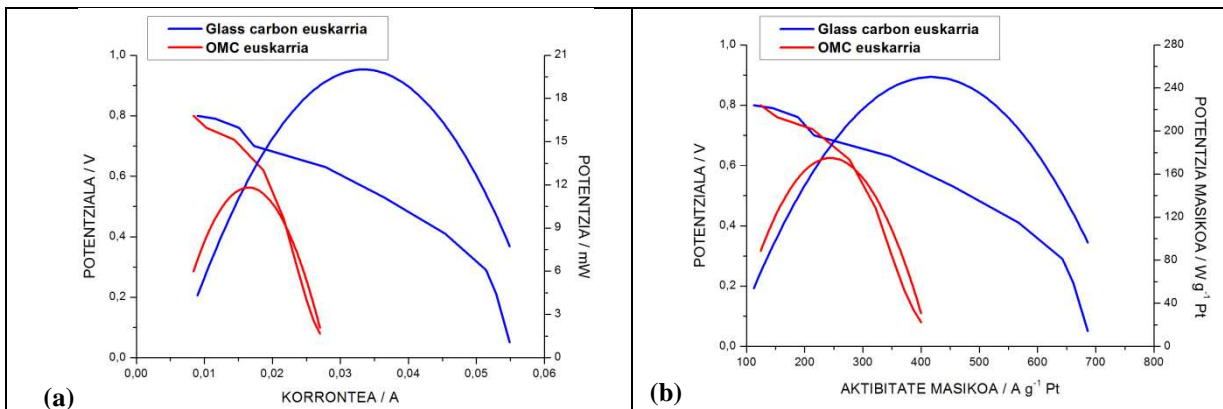 Glass carbon euskarria
OMC euskarria
1,0
0,8
0,6
0,4
0,2
0,0
POTENTZIALA / V
21
18
15
12
9
6
3
0
POTENTZIA / mW
0,00 0,01 0,02 0,03 0,04 0,05 0,06
KORRONTEA / A
(a)
Glass carbon euskarria
OMC euskarria
1,0
0,8
0,6
0,4
0,2
0,0
POTENTZIALA / V
280
240
200
160
120
80
40
0
POTENTZIA MASIKOA / W g⁻¹ Pt
100 200 300 400 500 600 700 800
AKTIBITATE MASIKOA / A g⁻¹ Pt
(b)